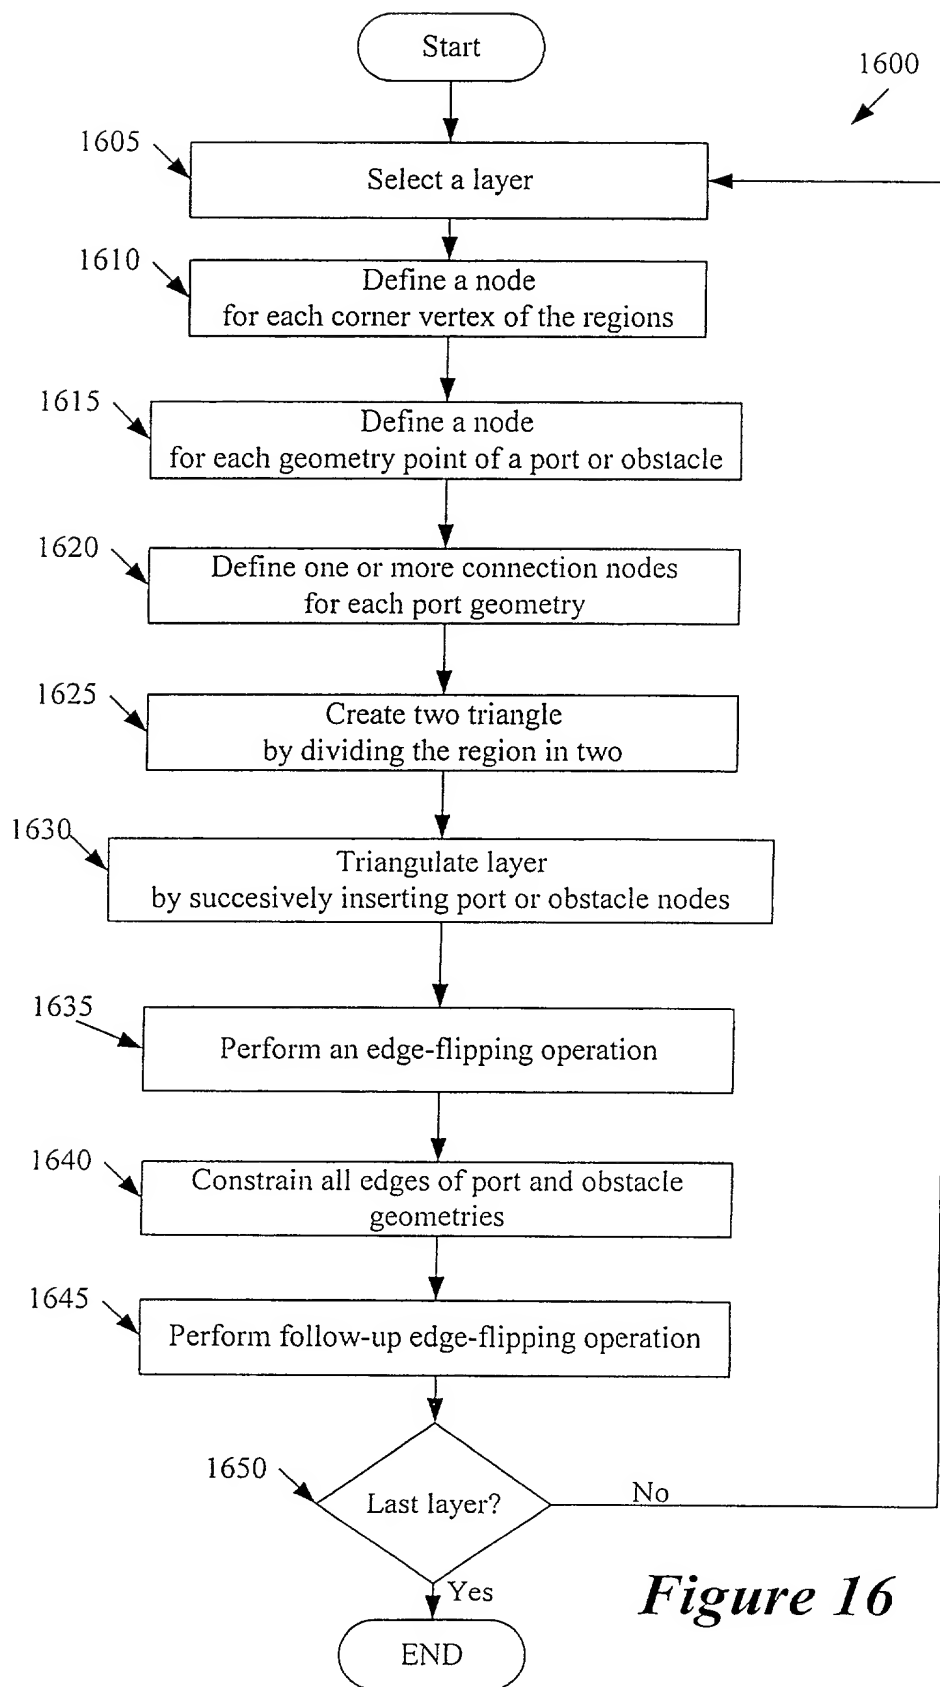 Start
1600
1605
Select a layer
1610
Define a node
for each corner vertex of the regions
1615
Define a node
for each geometry point of a port or obstacle
1620
Define one or more connection nodes
for each port geometry
1625
Create two triangle
by dividing the region in two
1630
Triangulate layer
by succesively inserting port or obstacle nodes
1635
Perform an edge-flipping operation
1640
Constrain all edges of port and obstacle
geometries
1645
Perform follow-up edge-flipping operation
1650
Last layer?
No
Yes
Figure 16
END